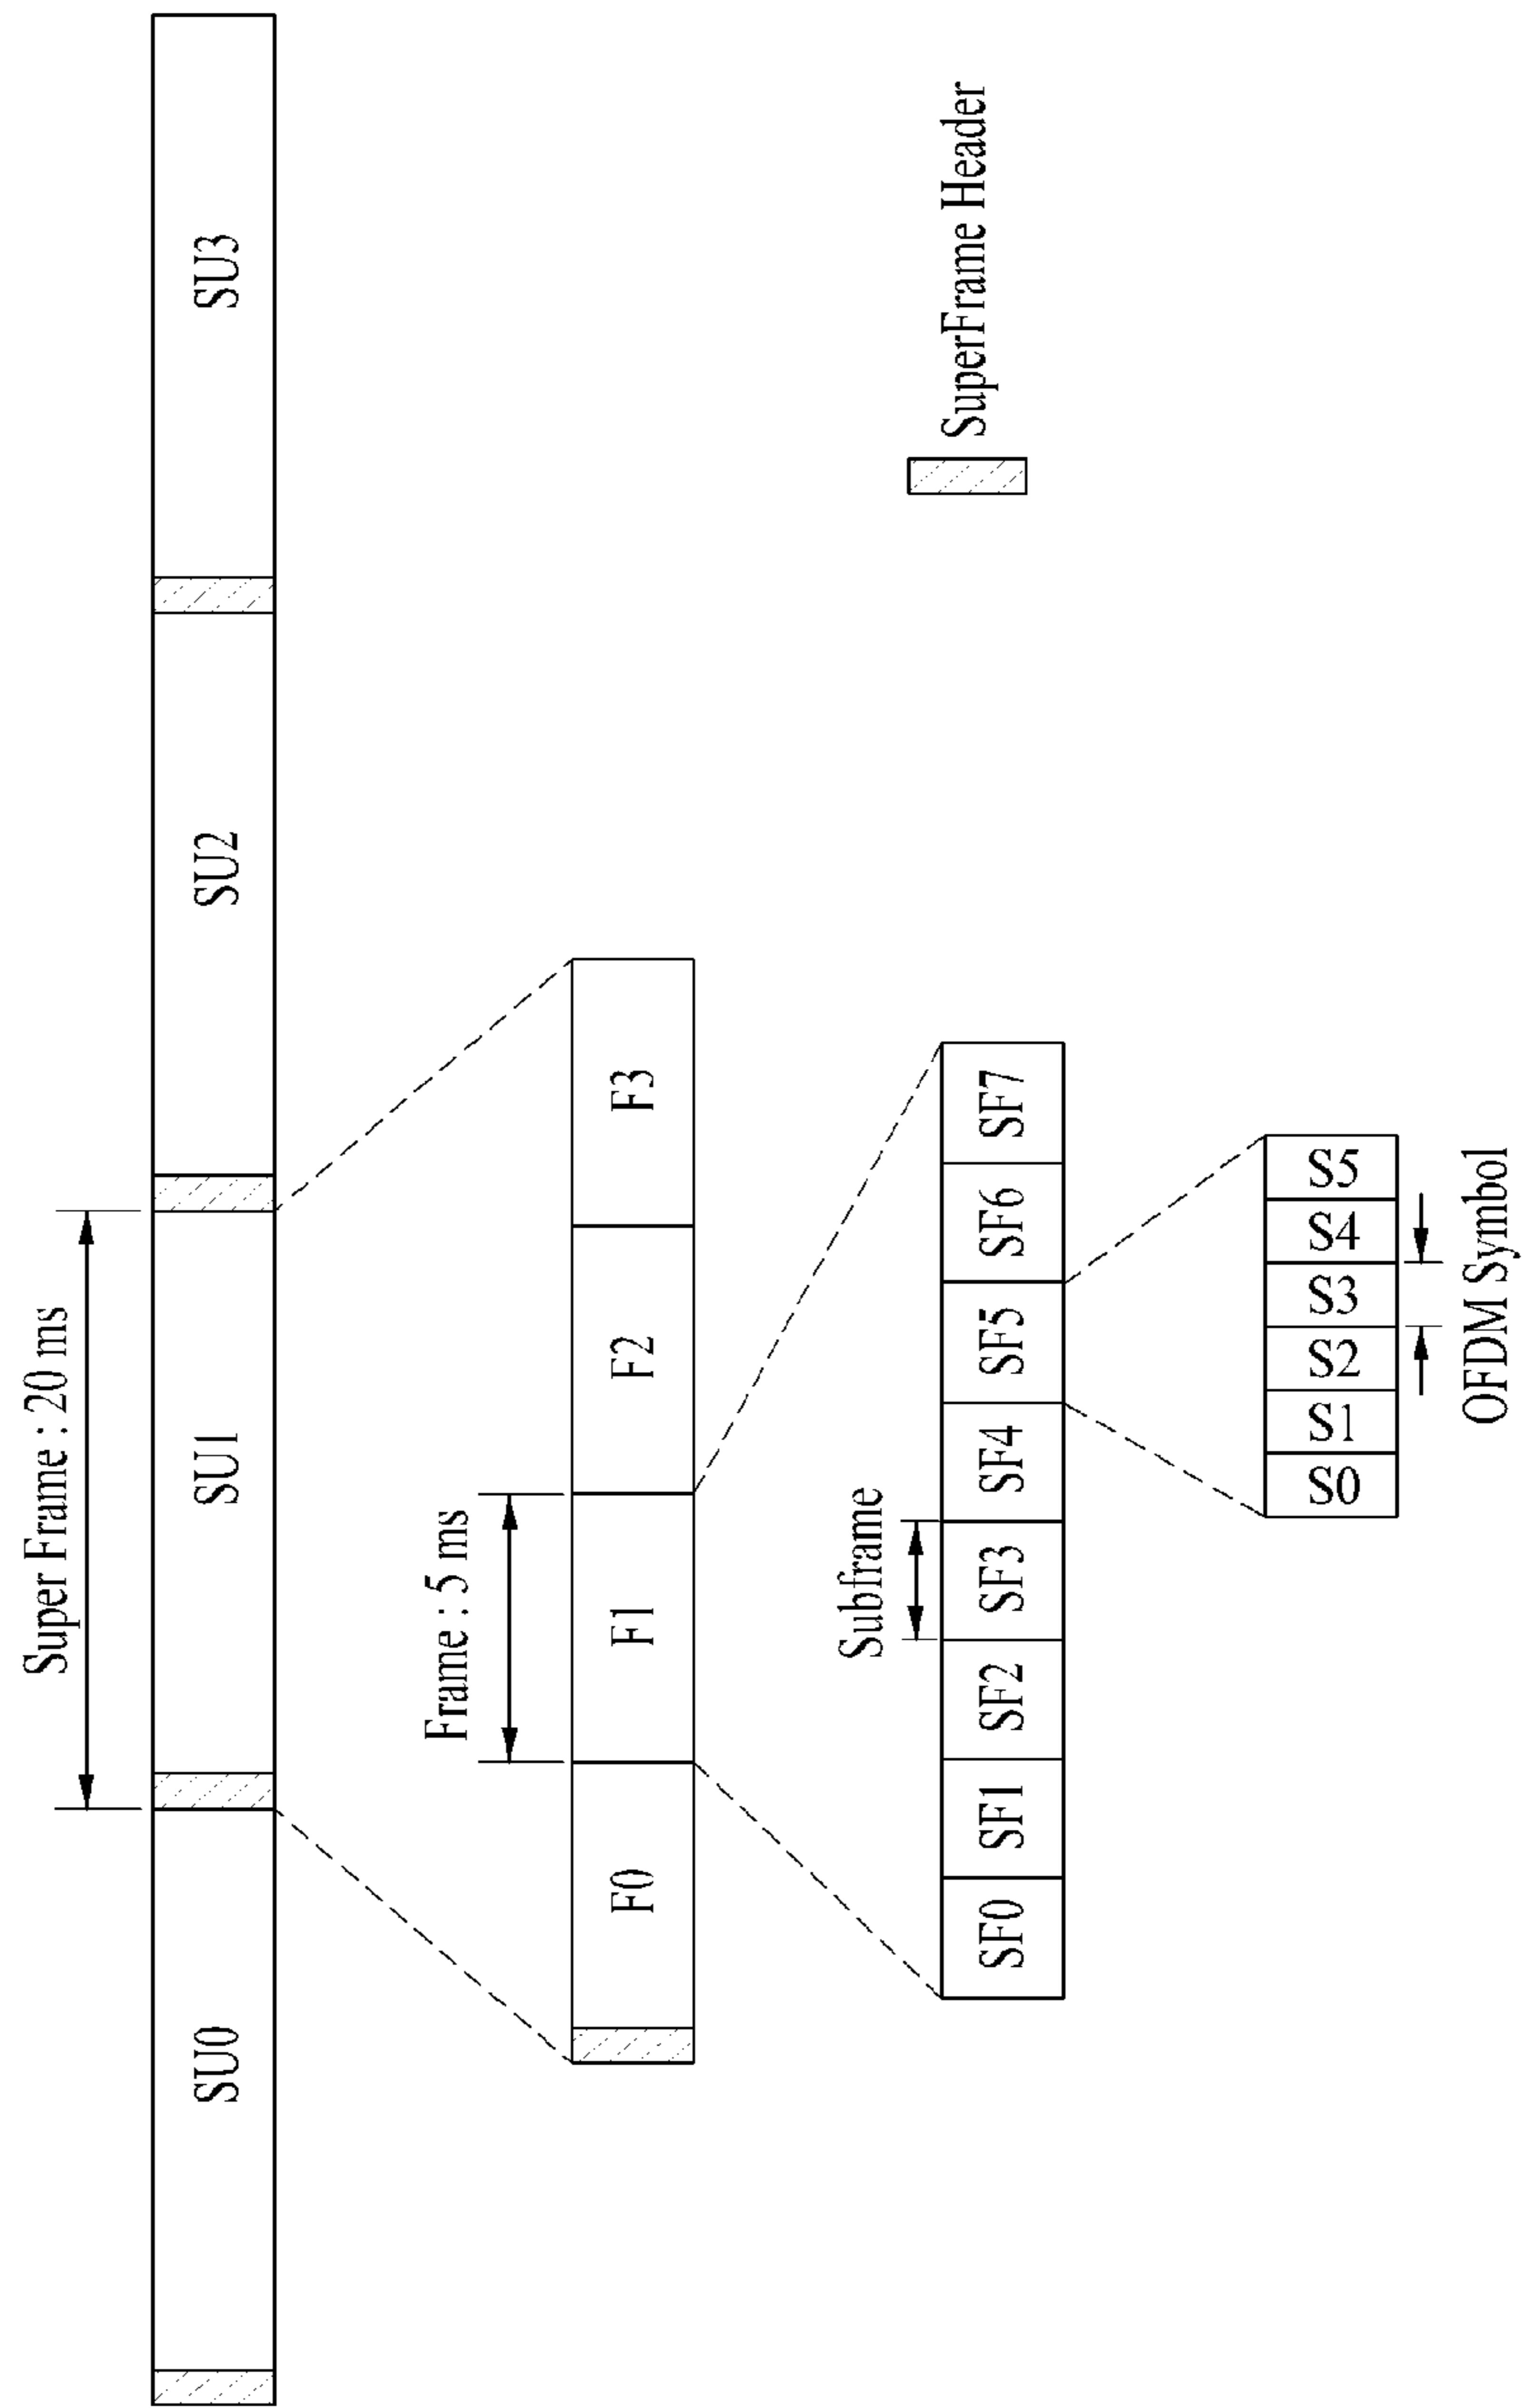 Super Frame : 20 ms
SU0
SU1
SU2
SU3
Frame : 5 ms
F0
F1
F2
F3
Subframe
SF0
SF1
SF2
SF3
SF4
SF5
SF6
SF7
SuperFrame Header
S0
S1
S2
S3
S4
S5
OFDM Symbol